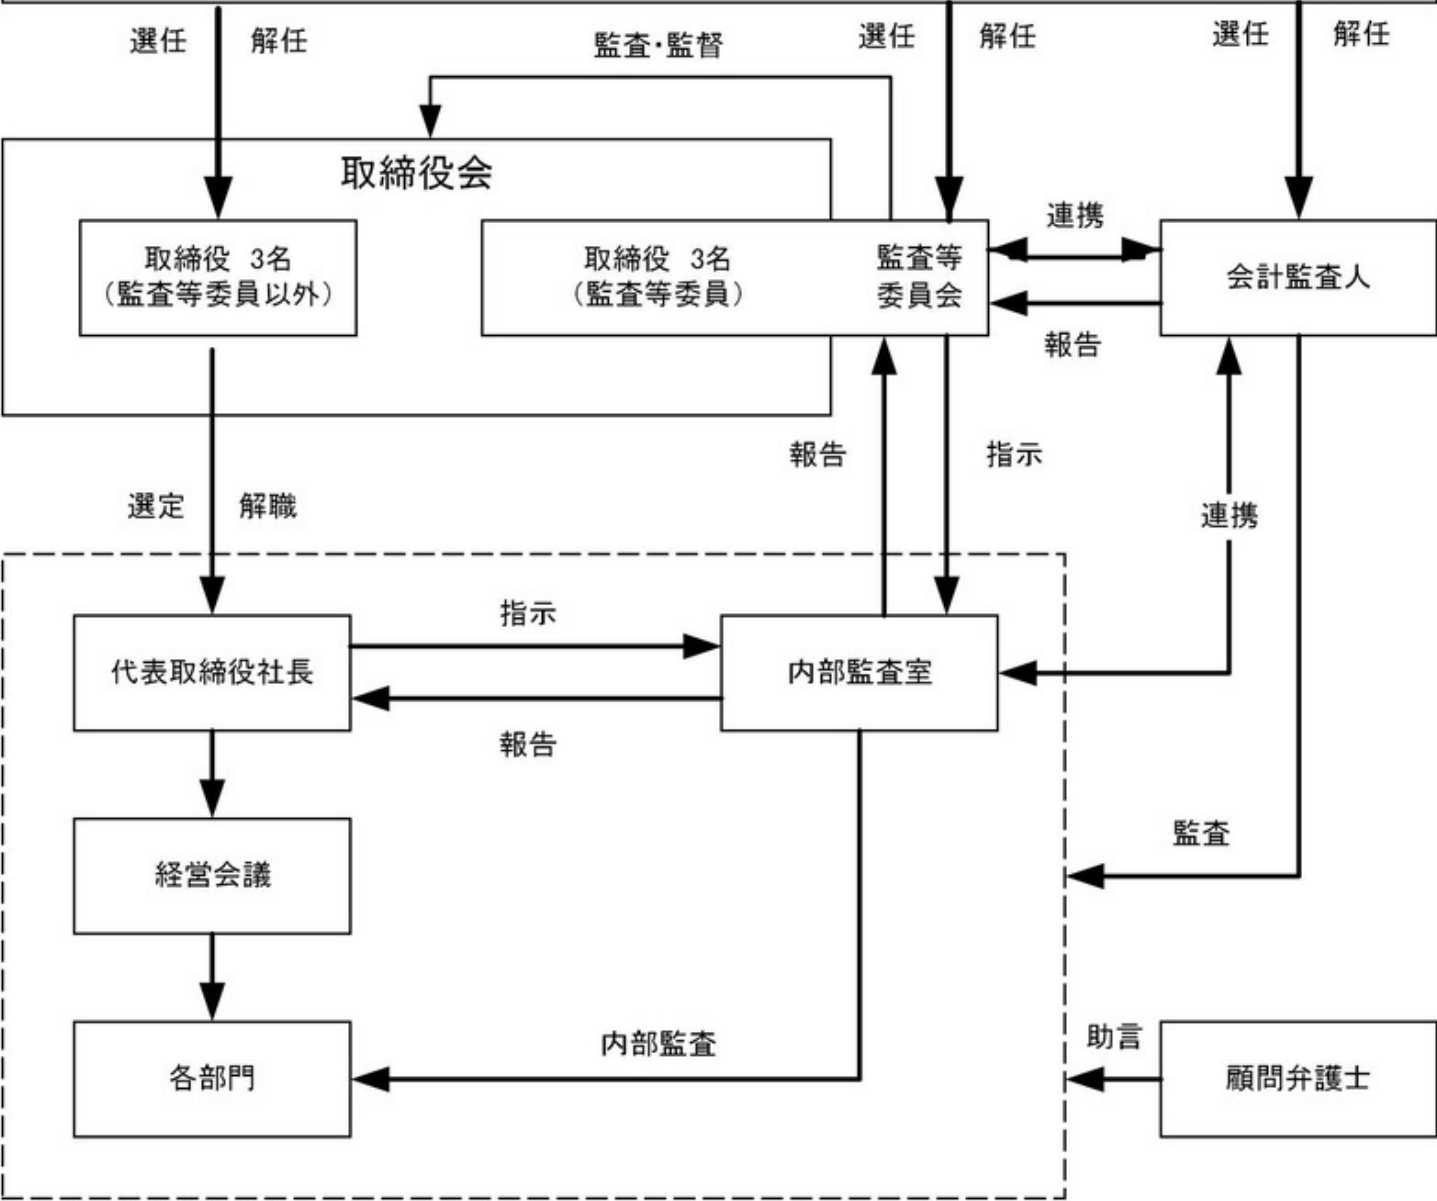 選任 解任
監査・監督
選任 解任
選任 解任
取締役会
取締役 3名
（監査等委員以外）
取締役 3名
（監査等委員）
監査等
委員会
連携
報告
会計監査人
報告
指示
連携
選定 解職
代表取締役社長
指示
報告
内部監査室
監査
経営会議
内部監査
各部門
助言
顧問弁護士